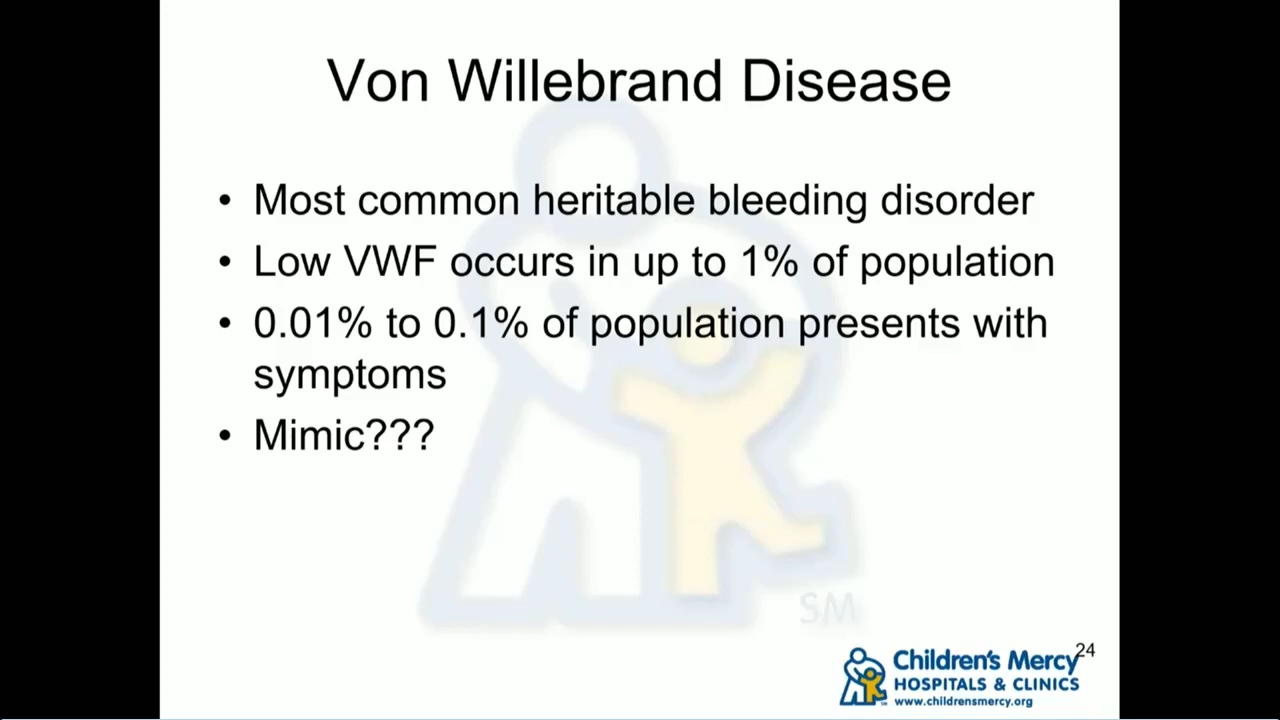 Von Willebrand Disease
• Most common heritable bleeding disorder
• Low VWF occurs in up to 1% of population
• 0.01% to 0.1% of population presents with
symptoms
• Mimic???
SM
24
Children's Mercy
HOSPITALS & CLINICS
www.childrensmercy.org